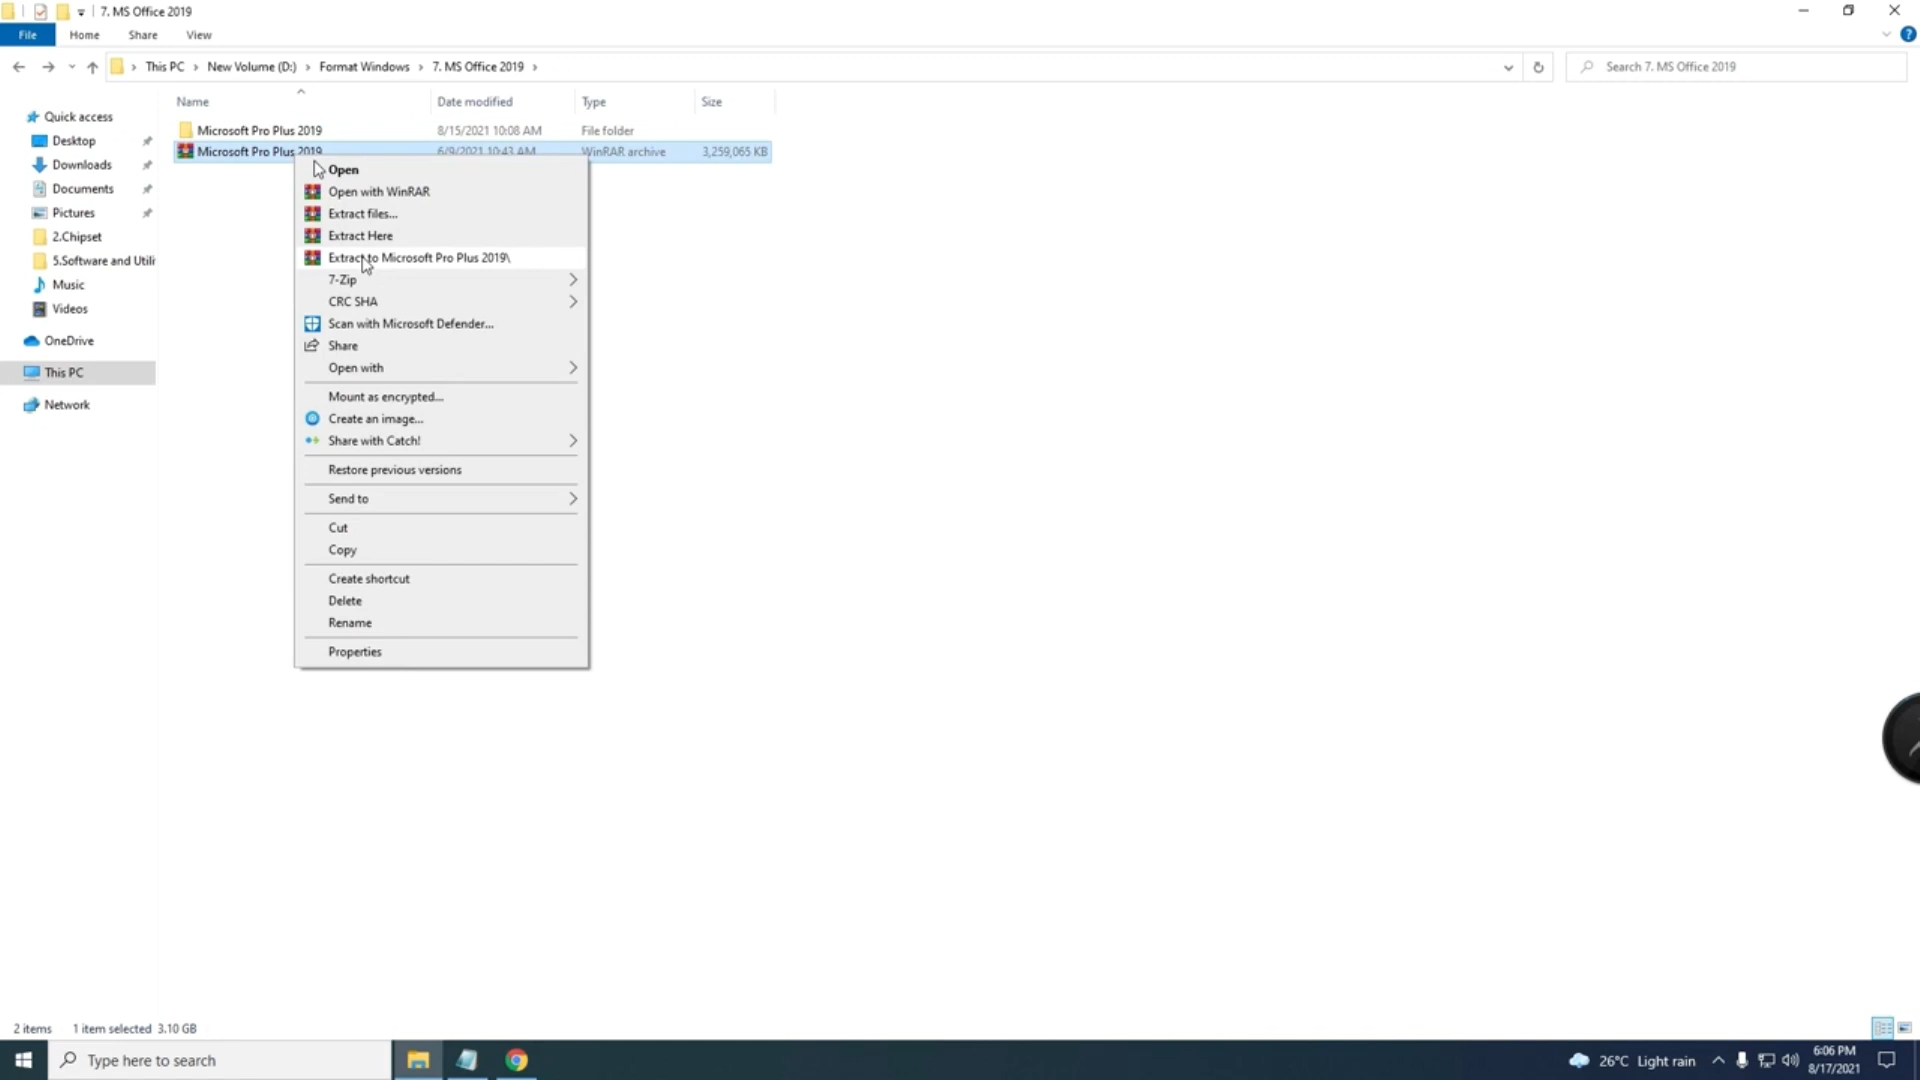 7. MS Office 2019
File Home Share View
This PC New Volume (D:) Format Windows 7. MS Office 2019
Search 7. MS Office 2019
Name Date modified Type Size
Microsoft Pro Plus 2019 8/15/2021 10:08 AM File folder
Microsoft Pro Plus 2019 6/9/2021 10:43 AM WinRAR archive 3,259,065 KB
Quick access
Desktop
Downloads
Documents
Pictures
2.Chipset
5.Software and Utili
Music
Videos
OneDrive
This PC
Network
Open
Open with WinRAR
Extract files...
Extract Here
Extract to Microsoft Pro Plus 2019\
7-Zip
CRC SHA
Scan with Microsoft Defender...
Share
Open with
Mount as encrypted...
Create an image...
Share with Catch!
Restore previous versions
Send to
Cut
Copy
Create shortcut
Delete
Rename
Properties
2 items 1 item selected 3.10 GB
Type here to search
26°C Light rain
6:06 PM
8/17/2021